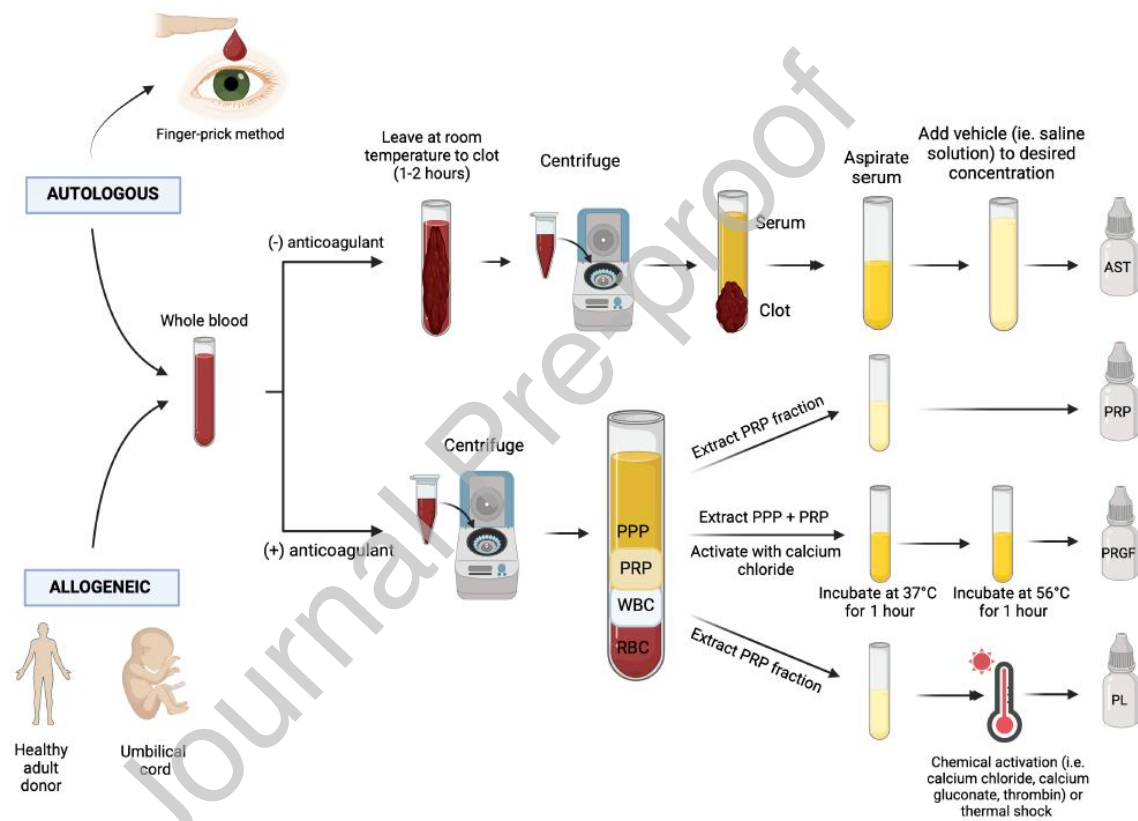 Finger-prick method
AUTOLOGOUS
Whole blood
ALLOGENEIC
Healthy
adult
donor
Umbilical
cord
(-) anticoagulant
Leave at room
temperature to clot
(1-2 hours)
Centrifuge
Serum
Clot
Aspirate
serum
Add vehicle (ie. saline
solution) to desired
concentration
AST
(+) anticoagulant
Centrifuge
PPP
PRP
WBC
RBC
Extract PRP fraction
PRP
Extract PPP + PRP
Activate with calcium
chloride
Incubate at 37°C
for 1 hour
Incubate at 56°C
for 1 hour
PRGF
Extract PRP fraction
Chemical activation (i.e.
calcium chloride, calcium
gluconate, thrombin) or
thermal shock
PL
Journal Pre-proof